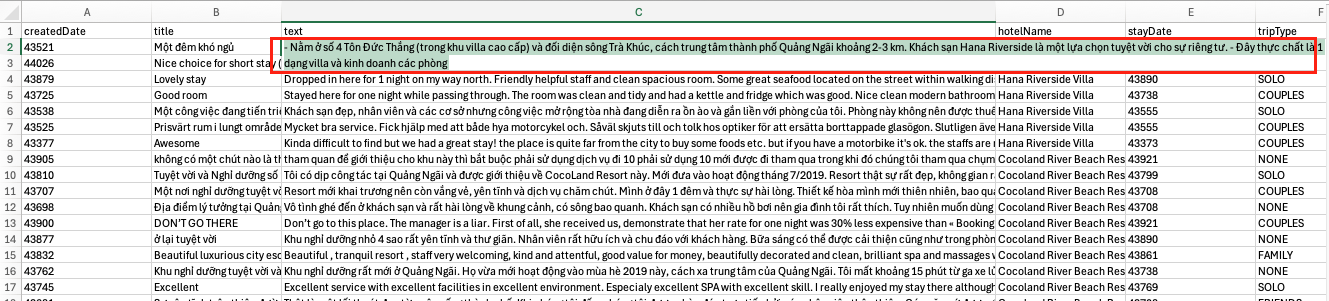 A B C D E F
1 createdDate title text hotelName stayDate tripType
2 43521 Một đêm khó ngủ - Nằm ở số 4 Tôn Đức Thắng (trong khu villa cao cấp) và đối diện sông Trà Khúc, cách trung tâm thành phố Quảng Ngãi khoảng 2-3 km. Khách sạn Hana Riverside là một lựa chọn tuyệt vời cho sự riêng tư. - Đây thực chất là 1
3 44026 Nice choice for short stay ( dạng villa và kinh doanh các phòng
4 43879 Lovely stay Dropped in here for 1 night on my way north. Friendly helpful staff and clean spacious room. Some great seafood located on the street within walking di Hana Riverside Villa 43890 SOLO
5 43725 Good room Stayed here for one night while passing through. The room was clean and tidy and had a kettle and fridge which was good. Nice clean modern bathroom Hana Riverside Villa 43738 COUPLES
6 43538 Một công việc đang tiến triể Khách sạn đẹp, nhân viên và các cơ sở nhưng công việc mở rộng tòa nhà đang diễn ra ồn ào và gắn liền với phòng của tôi. Phòng này không nên được thuê Hana Riverside Villa 43555 SOLO
7 43525 Prisvärt rum i lungt område Mycket bra service. Fick hjälp med att både hya motorcykel och. Såväl skjuts till och tolk hos optiker för att ersätta borttappade glasögon. Slutligen äve Hana Riverside Villa 43555 COUPLES
8 43377 Awesome Kinda difficult to find but we had a great stay! the place is quite far from the city to buy some foods etc. but if you have a motorbike it's ok. the staffs are Hana Riverside Villa 43373 COUPLES
9 43905 không có một chút nào là th tham quan để giới thiệu cho khu này thì bắt buộc phải sử dụng dịch vụ đi 10 phải sử dụng 10 mới được đi tham qua trong khi đó chúng tôi tham qua chụm Cocoland River Beach Res 43921 NONE
10 43810 Tuyệt vời và Nghỉ dưỡng số Tôi có dịp công tác tại Quảng Ngãi và được giới thiệu về CocoLand Resort này. Mới đưa vào hoạt động tháng 7/2019. Resort thật sự rất đẹp, không gian Cocoland River Beach Res 43799 SOLO
11 43707 Một nơi nghỉ dưỡng tuyệt vờ Resort mới khai trương nên còn vắng vẻ, yên tĩnh và dịch vụ chăm chút. Mình ở đây 1 đêm và thực sự hài lòng. Thiết kế hòa mình mới thiên nhiên, bao qu Cocoland River Beach Res 43708 COUPLES
12 43698 Địa điểm lý tưởng tại Quản Vô tình ghé đến ở khách sạn và rất hài lòng về khung cảnh, có sông bao quanh. Khách sạn có nhiều hồ bơi nên gia đình tôi rất thích. Tuy nhiên muốn dùng Cocoland River Beach Res 43708 NONE
13 43900 DON'T GO THERE Don't go to this place. The manager is a liar. First of all, she received us, demonstrate that her rate for one night was 30% less expensive than « Booking Cocoland River Beach Res 43921 COUPLES
14 43877 ở lại tuyệt vời Khu nghỉ dưỡng nhỏ 4 sao rất yên tĩnh và thư giãn. Nhân viên rất hữu ích và chu đáo với khách hàng. Bữa sáng có thể được cải thiện cũng như trong phòn Cocoland River Beach Res 43890 NONE
15 43832 Beautiful luxurious city esc Beautiful , tranquil resort , staff very welcoming, kind and attentful, good value for money, beautifully decorated and clean, brilliant spa and massages Cocoland River Beach Res 43861 FAMILY
16 43762 Khu nghỉ dưỡng tuyệt vời và Khu nghỉ dưỡng rất mới ở Quảng Ngãi. Họ vừa mới hoạt động vào mùa hè 2019 này, cách xa trung tâm của Quảng Ngãi. Tôi mất khoảng 15 phút từ ga xe lử Cocoland River Beach Res 43738 NONE
17 43745 Excellent Excellent service with excellent facilities in excellent environment. Especialy excellent SPA with excellent skill. I really enjoyed my stay there although Cocoland River Beach Res 43769 SOLO